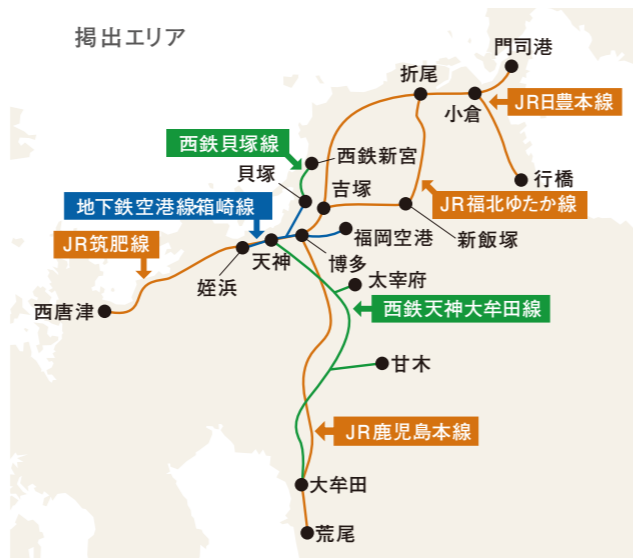 掲出エリア
門司港
折尾
小倉
JR日豊本線
西鉄貝塚線
西鉄新宮
貝塚
吉塚
行橋
JR福北ゆたか線
地下鉄空港線箱崎線
福岡空港
新飯塚
JR筑肥線
天神
博多
姪浜
太宰府
西唐津
西鉄天神大牟田線
甘木
JR鹿児島本線
大牟田
荒尾